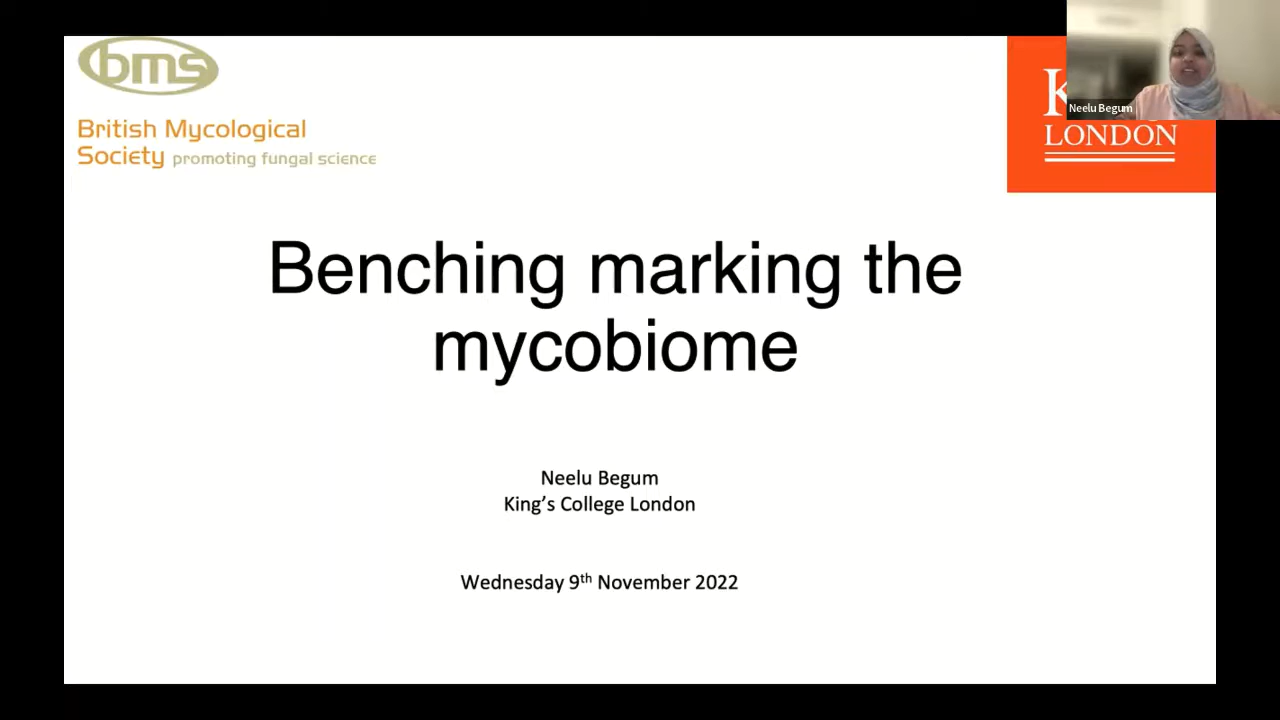 bms
British Mycological
Society promoting fungal science
LONDON
Neelu Begum
Benching marking the
mycobiome
Neelu Begum
King's College London
Wednesday 9th November 2022